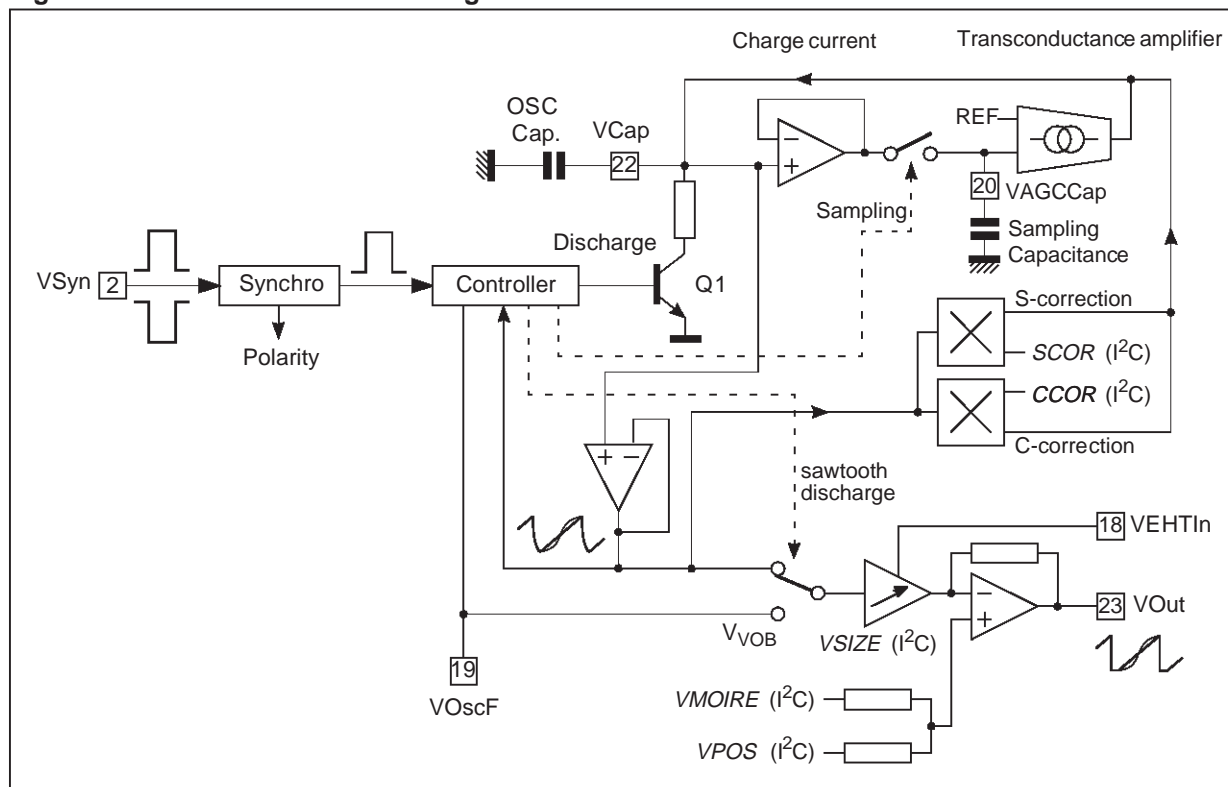 Charge current
Transconductance amplifier
OSC
Cap.
VCap
22
REF
20
VAGCCap
Sampling
Sampling
Capacitance
Discharge
VSyn
2
Synchro
Controller
Q1
Polarity
S-correction
SCOR (I²C)
CCOR (I²C)
C-correction
+ −
− +
sawtooth
discharge
18
VEHTIn
− +
23
VOut
V_VOB
VSIZE (I²C)
19
VOscF
VMOIRE (I²C)
VPOS (I²C)